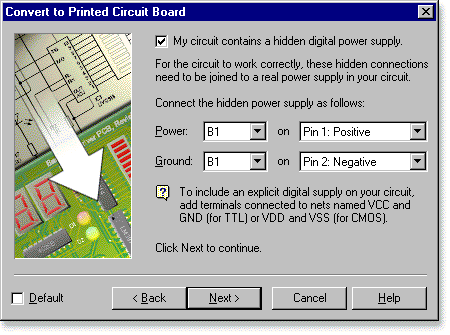 Convert to Printed Circuit Board
My circuit contains a hidden digital power supply.
For the circuit to work correctly, these hidden connections
need to be joined to a real power supply in your circuit.
Connect the hidden power supply as follows:
Power: B1 on Pin 1: Positive
Ground: B1 on Pin 2: Negative
To include an explicit digital supply on your circuit,
add terminals connected to nets named VCC and
GND (for TTL) or VDD and VSS (for CMOS).
Click Next to continue.
Default
< Back
Next >
Cancel
Help